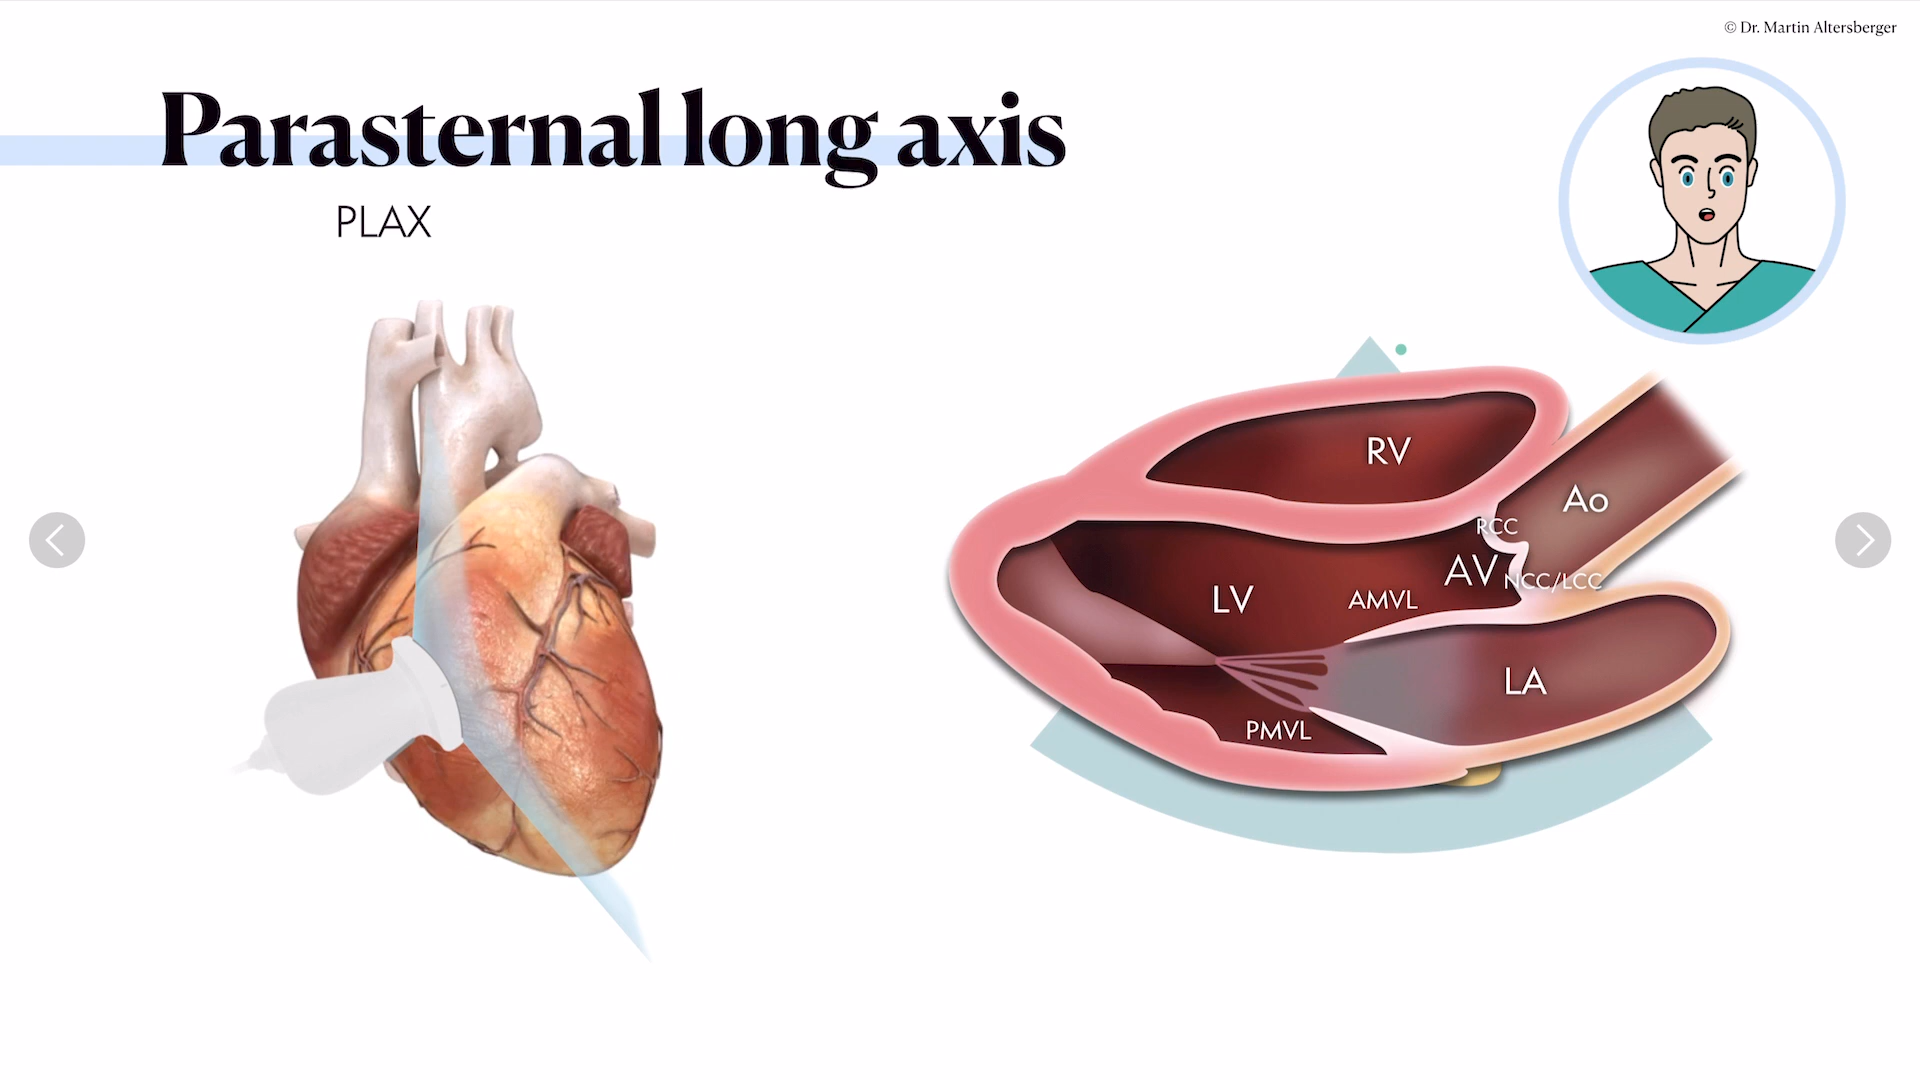 © Dr. Martin Altersberger
Parasternal long axis
PLAX
RV
Ao
RCC
AV
NCC/LCC
LV
AMVL
LA
PMVL